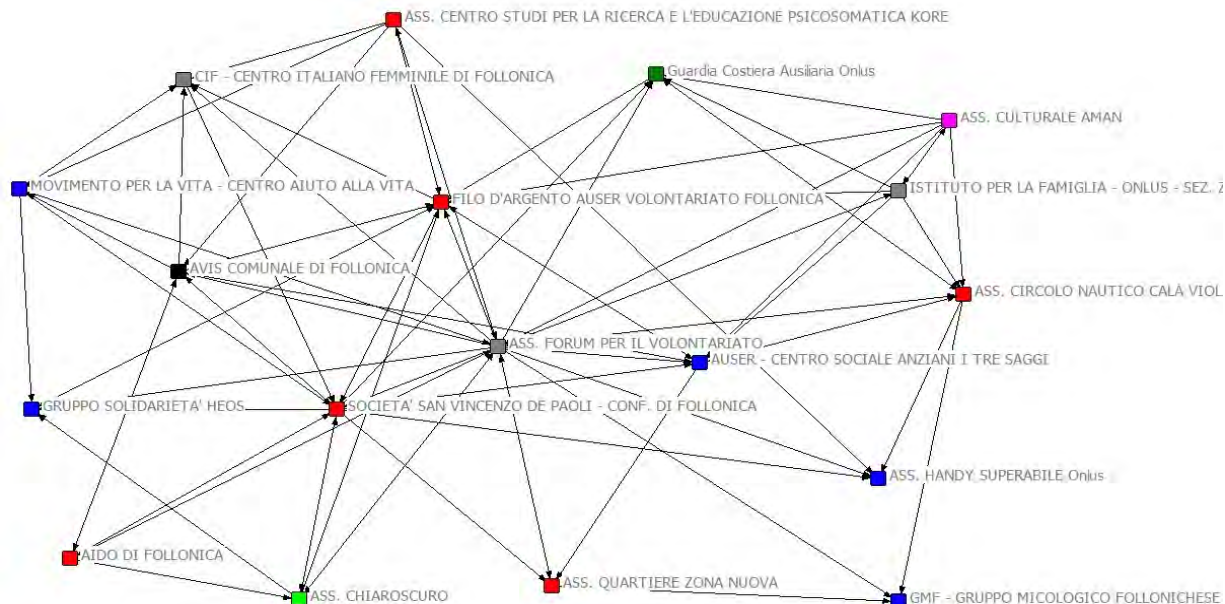 ASS. CENTRO STUDI PER LA RICERCA E L'EDUCAZIONE PSICOSOMATICA KORE
CIF - CENTRO ITALIANO FEMMINILE DI FOLLONICA
Guardia Costiera Ausiliaria Onlus
ASS. CULTURALE AMAN
MOVIMENTO PER LA VITA - CENTRO AIUTO ALLA VITA
FILO D'ARGENTO AUSER VOLONTARIATO FOLLONICA
ISTITUTO PER LA FAMIGLIA - ONLUS - SEZ. Z
AVIS COMUNALE DI FOLLONICA
ASS. CIRCOLO NAUTICO CALA VIOL
ASS. FORUM PER IL VOLONTARIATO
AUSER - CENTRO SOCIALE ANZIANI I TRE SAGGI
GRUPPO SOLIDARIETA' HEOS
SOCIETA' SAN VINCENZO DE PAOLI - CONF. DI FOLLONICA
ASS. HANDY SUPERABILE Onlus
AIDO DI FOLLONICA
ASS. QUARTIERE ZONA NUOVA
ASS. CHIAROSCURO
GMF - GRUPPO MICOLOGICO FOLLONICHESE